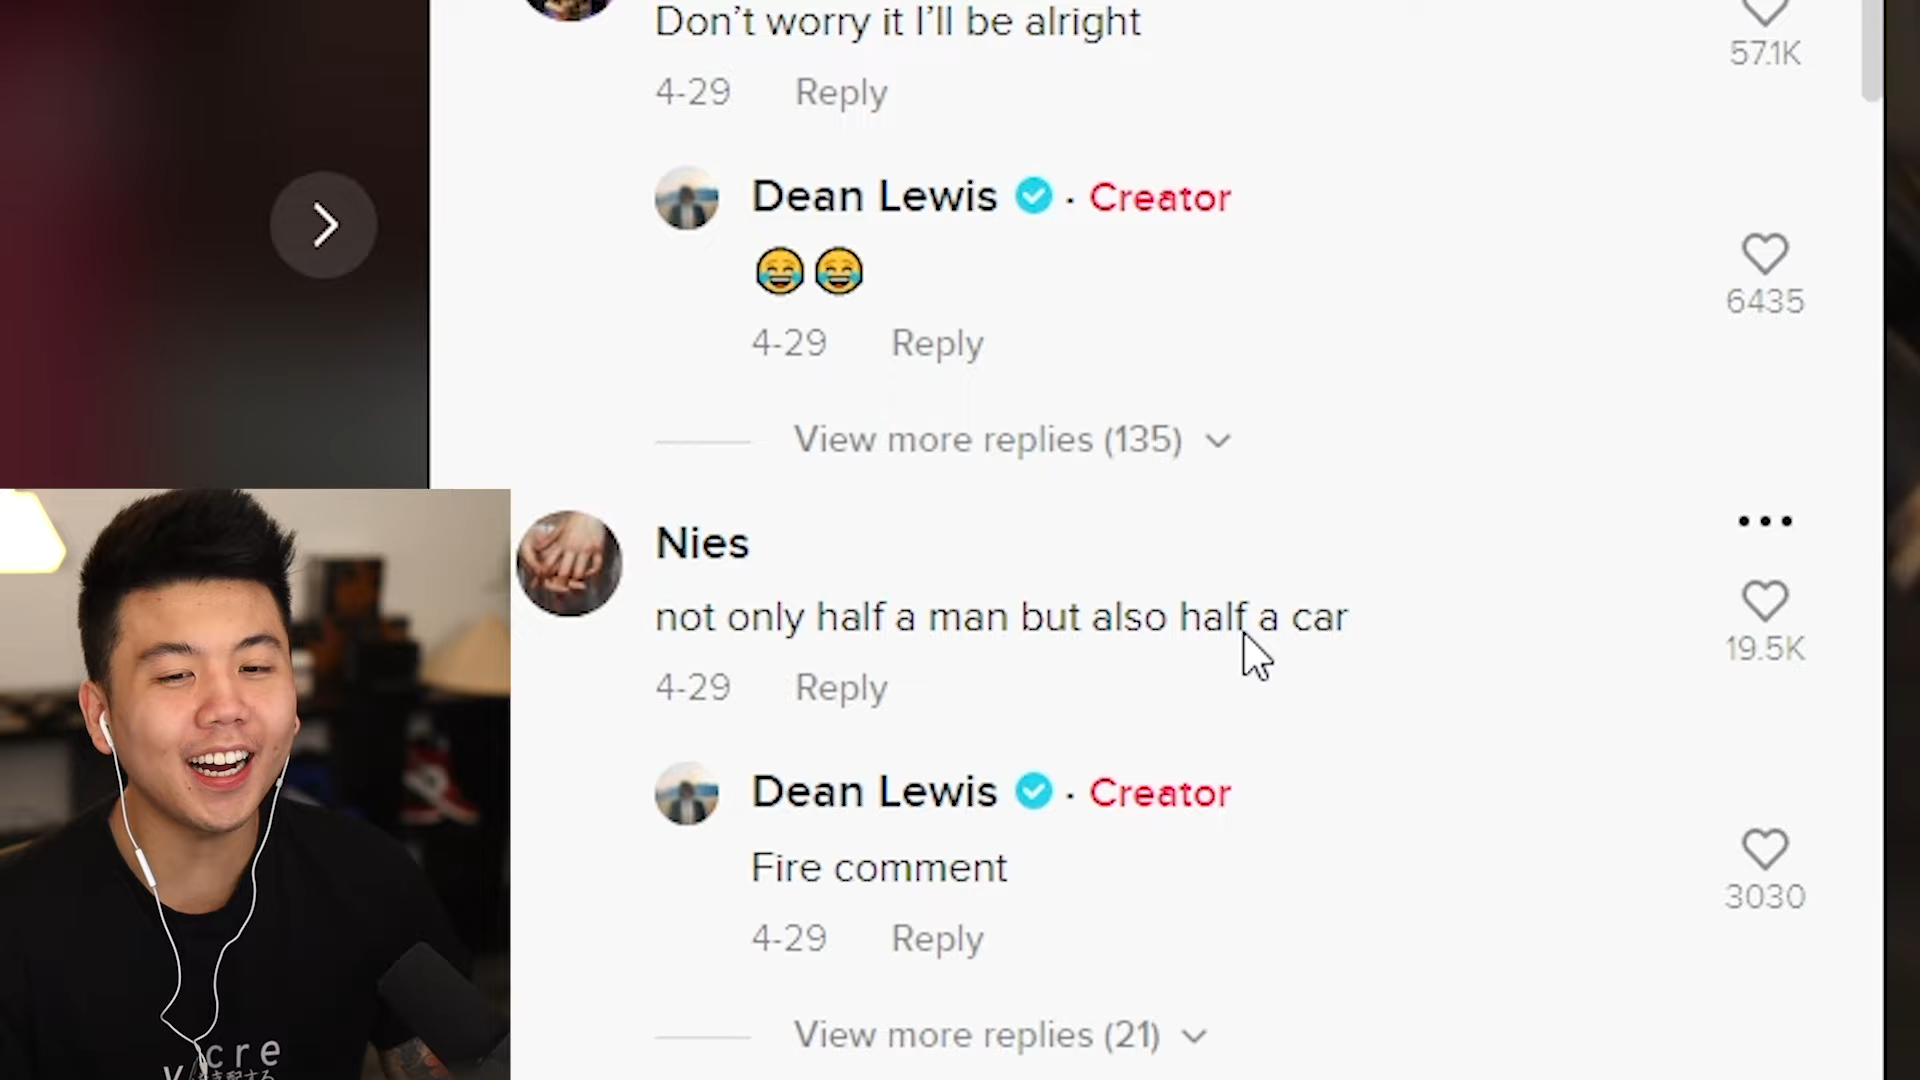 Don't worry it I'll be alright
57.1K
4-29 Reply
Dean Lewis · Creator
😂😂
6435
4-29 Reply
View more replies (135)
Nies
not only half a man but also half a car
19.5K
4-29 Reply
Dean Lewis · Creator
Fire comment
3030
4-29 Reply
View more replies (21)
cre